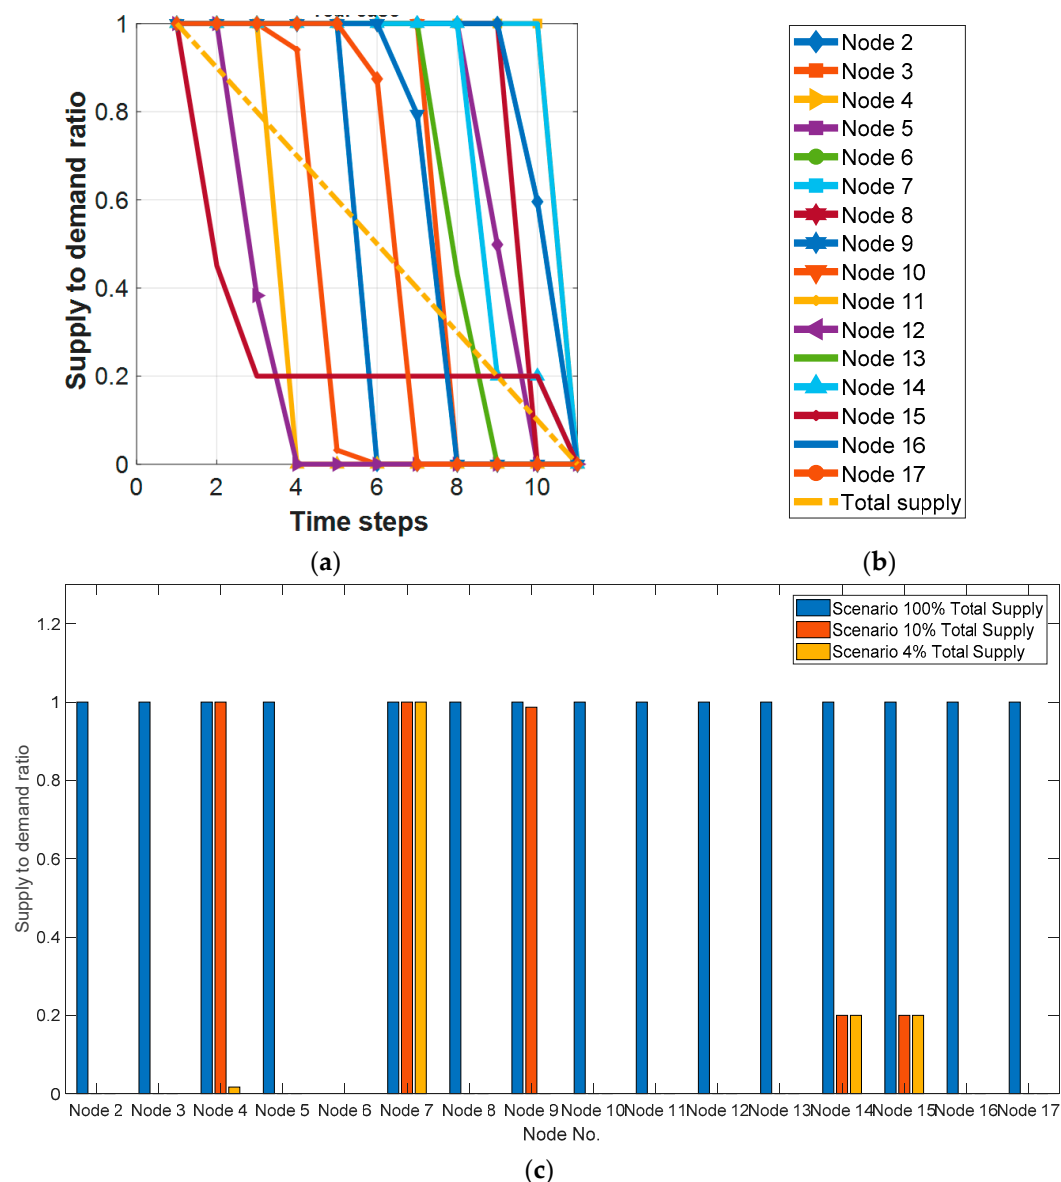 1
0.8
0.6
0.4
0.2
0
0
2
4
6
8
10
Supply to demand ratio
Time steps
(a)
Node 2
Node 3
Node 4
Node 5
Node 6
Node 7
Node 8
Node 9
Node 10
Node 11
Node 12
Node 13
Node 14
Node 15
Node 16
Node 17
Total supply
(b)
Scenario 100% Total Supply
Scenario 10% Total Supply
Scenario 4% Total Supply
1.2
1
0.8
0.6
0.4
0.2
0
Supply to demand ratio
Node 2 Node 3 Node 4 Node 5 Node 6 Node 7 Node 8 Node 9 Node 10 Node 11 Node 12 Node 13 Node 14 Node 15 Node 16 Node 17
Node No.
(c)